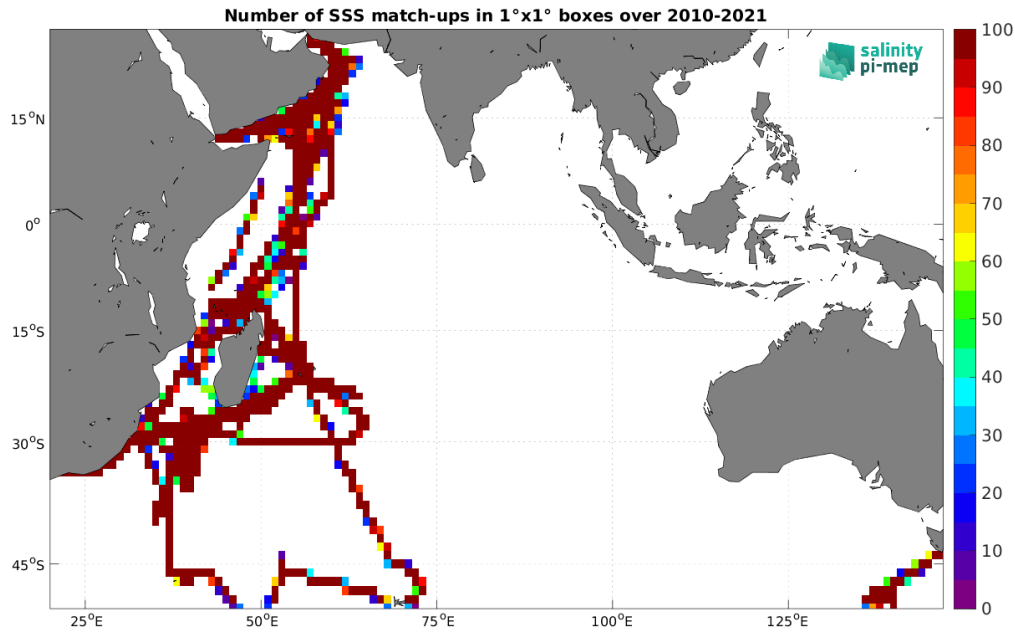 Number of SSS match-ups in 1°x1° boxes over 2010-2021
salinity
pi-mep
100
90
80
70
60
50
40
30
20
10
0
15°N
0°
15°S
30°S
45°S
25°E
50°E
75°E
100°E
125°E